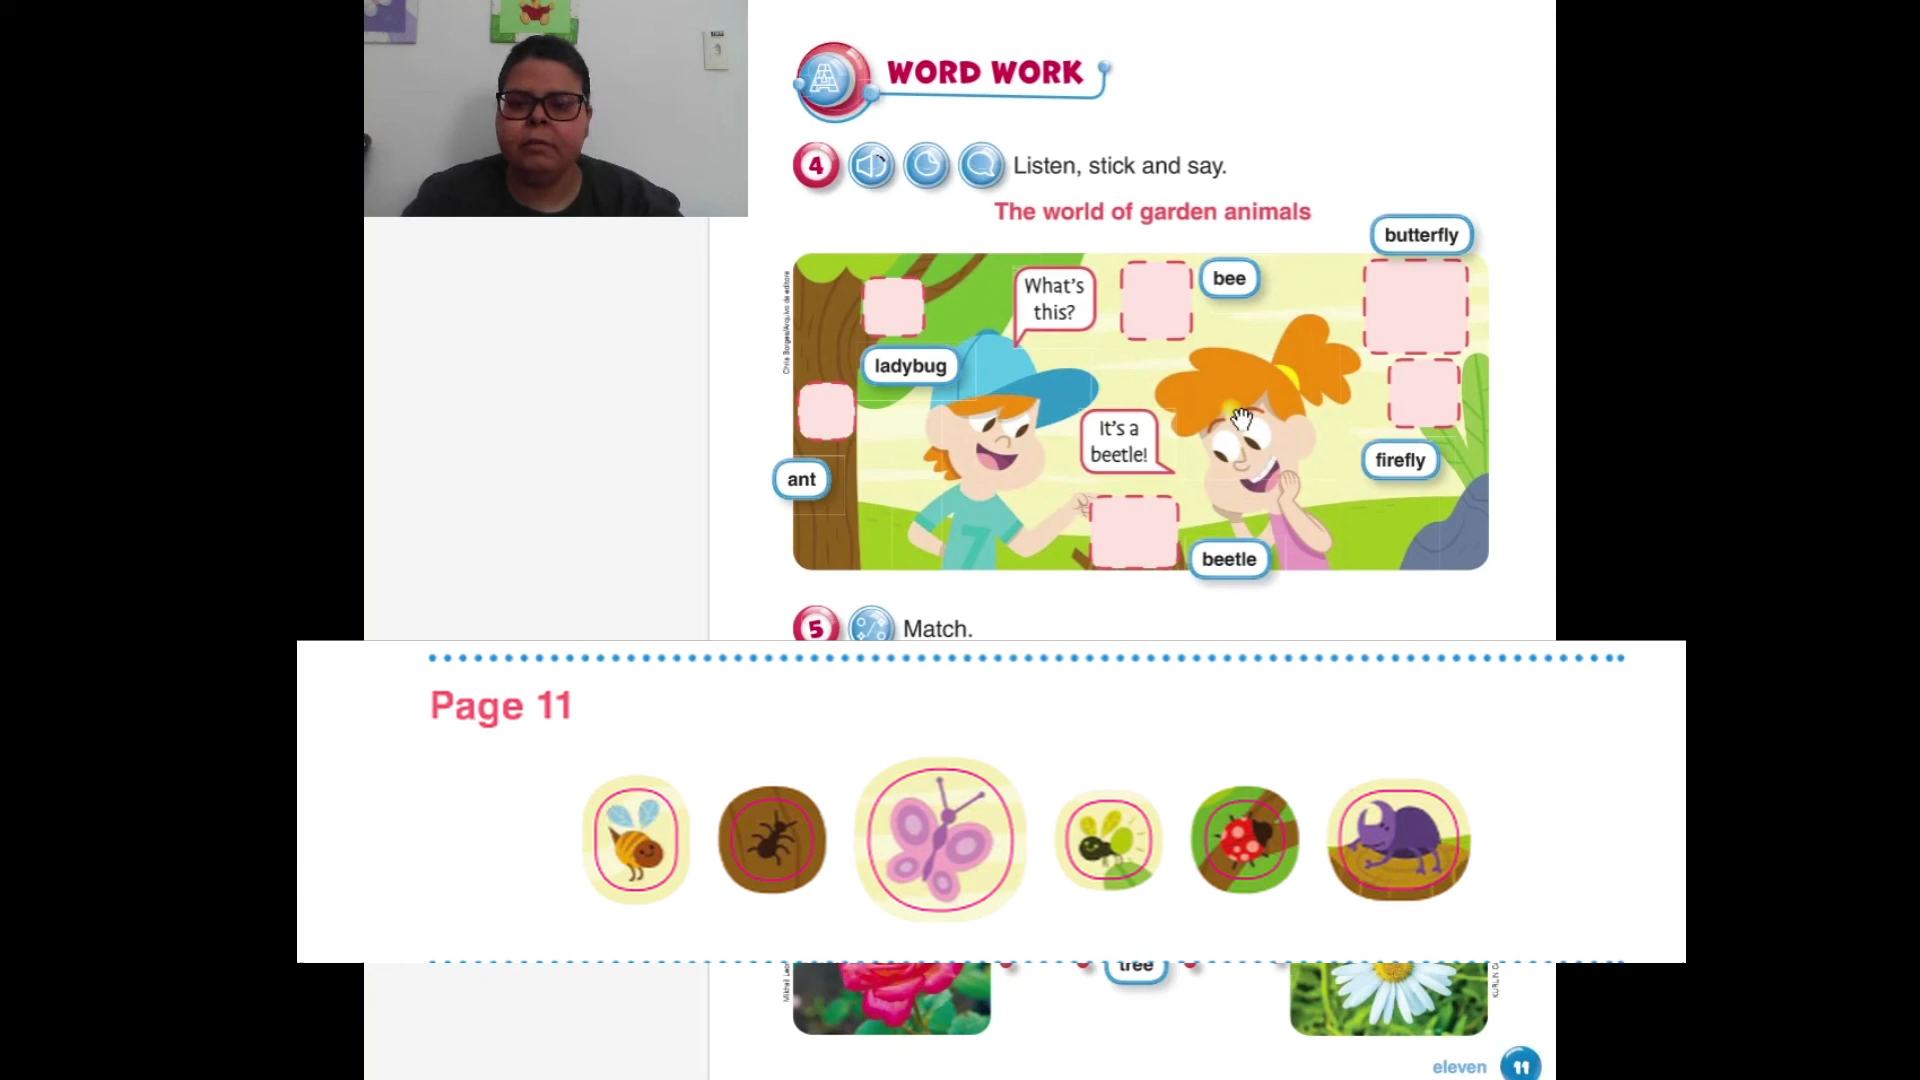 WORD WORK
4 Listen, stick and say.
The world of garden animals
butterfly
What's
this?
bee
ladybug
It's a
beetle!
firefly
ant
7
beetle
5 Match.
Page 11
tree
eleven 11